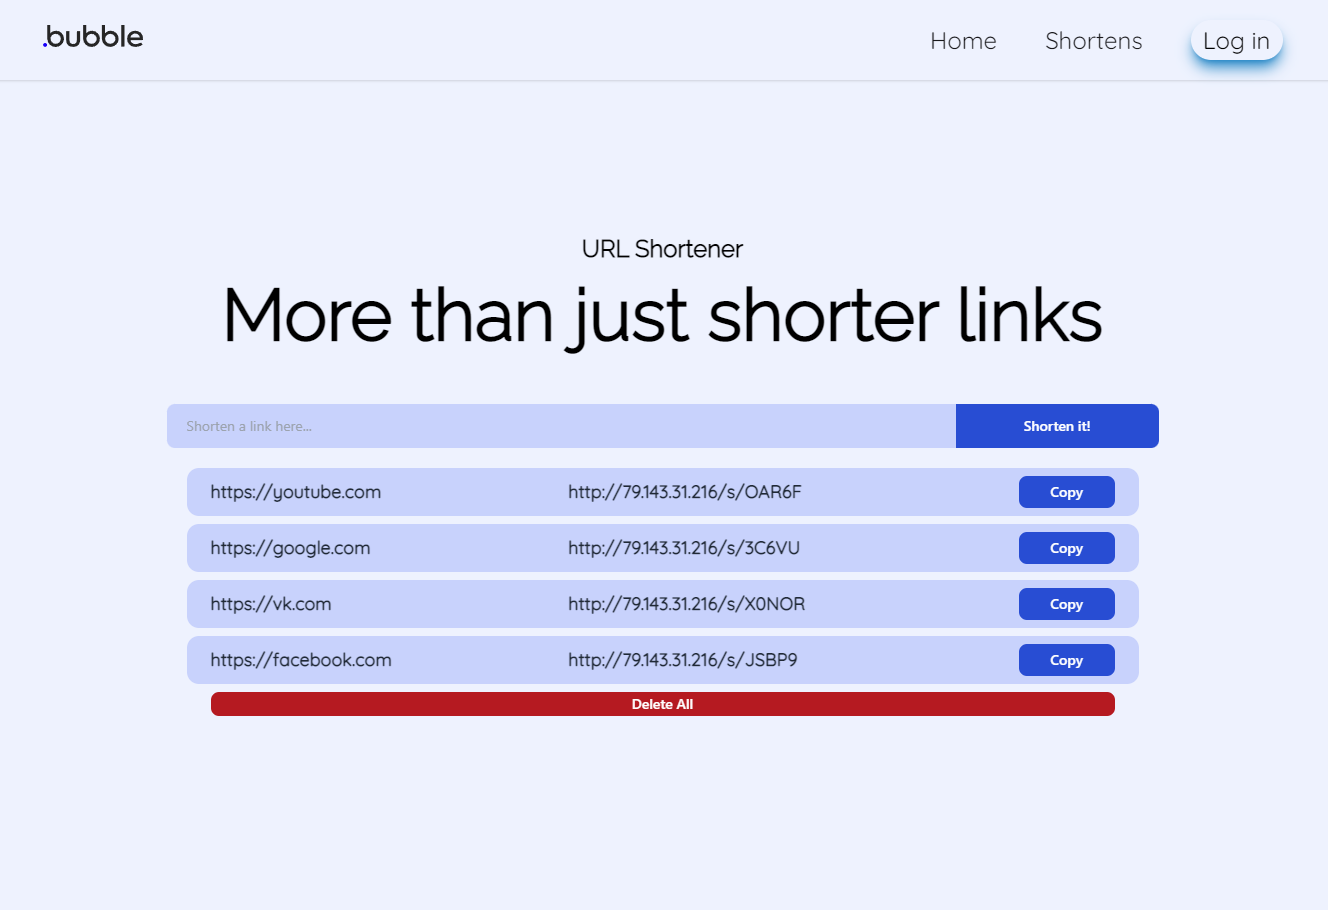 .bubble
Home Shortens Log in
URL Shortener
More than just shorter links
Shorten a link here... Shorten it!
https://youtube.com http://79.143.31.216/s/OAR6F Copy
https://google.com http://79.143.31.216/s/3C6VU Copy
https://vk.com http://79.143.31.216/s/X0NOR Copy
https://facebook.com http://79.143.31.216/s/JSBP9 Copy
Delete All